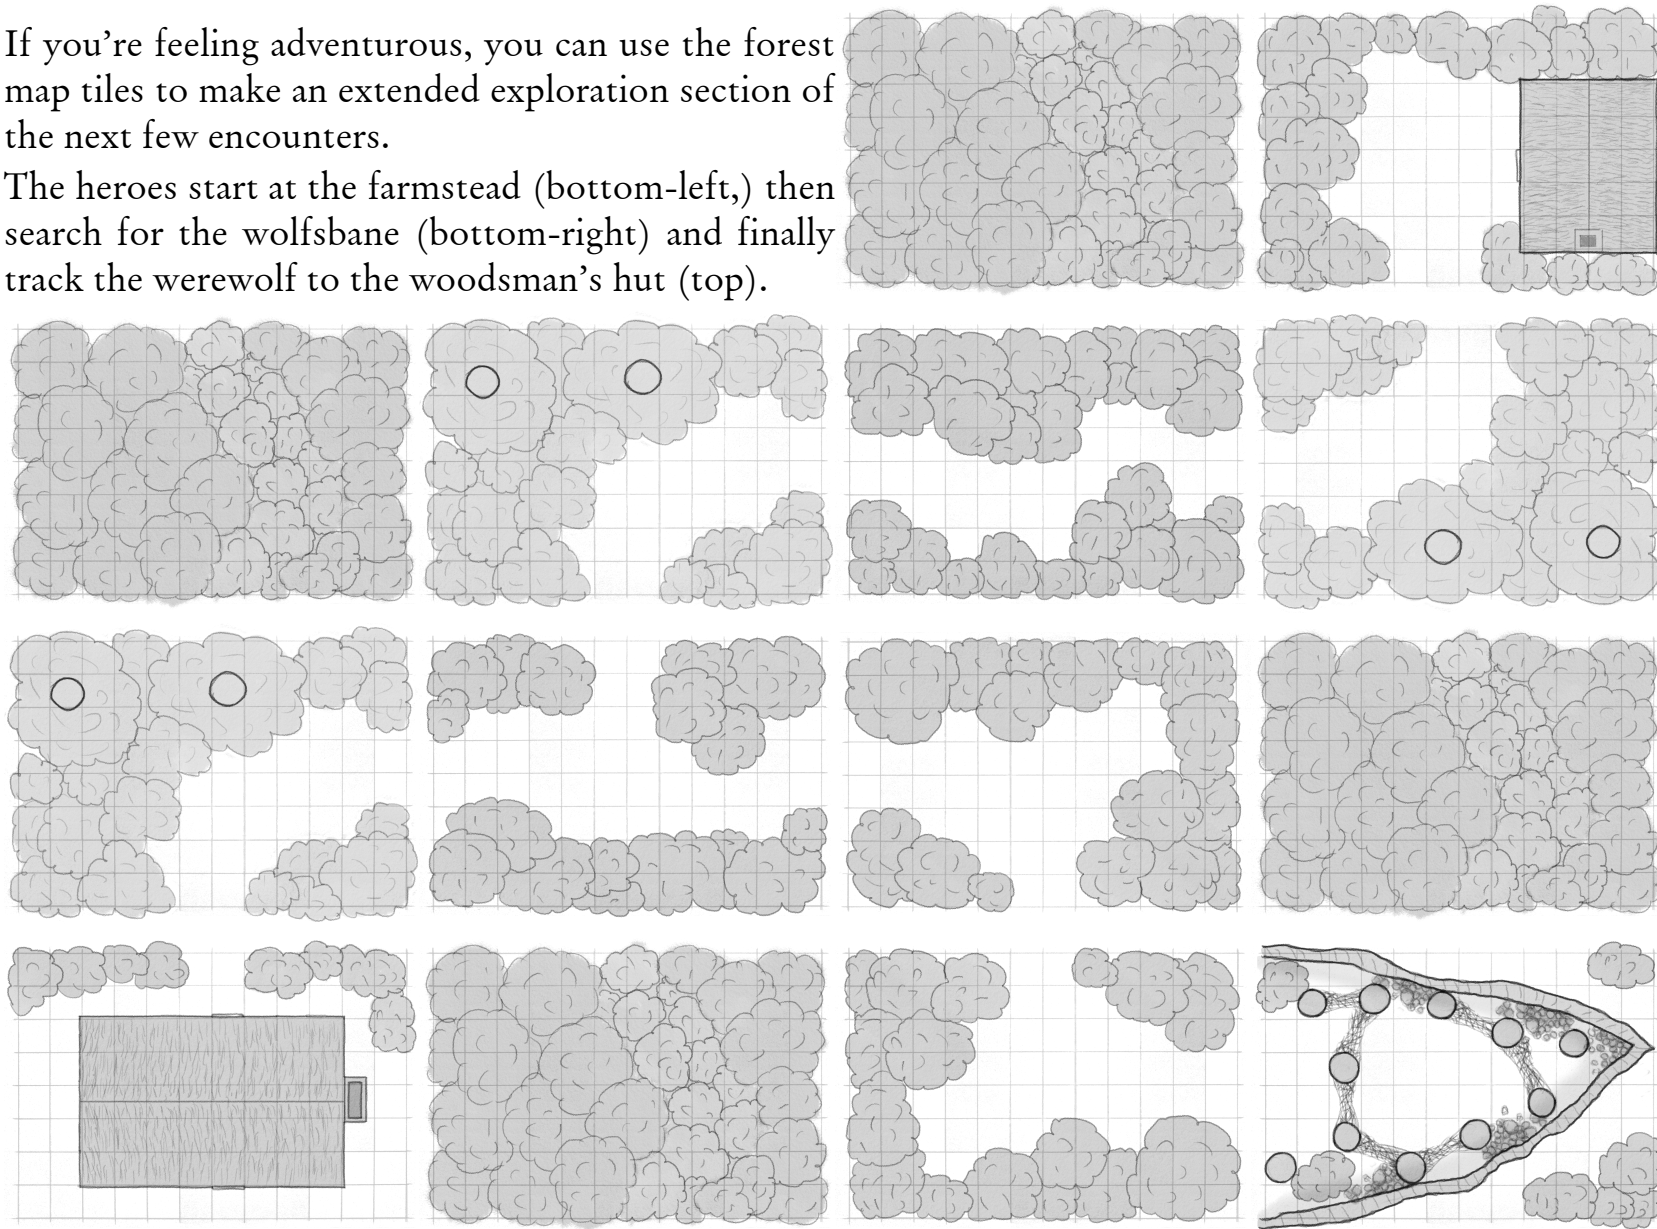 If you're feeling adventurous, you can use the forest
map tiles to make an extended exploration section of
the next few encounters.
The heroes start at the farmstead (bottom-left,) then
search for the wolfsbane (bottom-right) and finally
track the werewolf to the woodsman's hut (top).